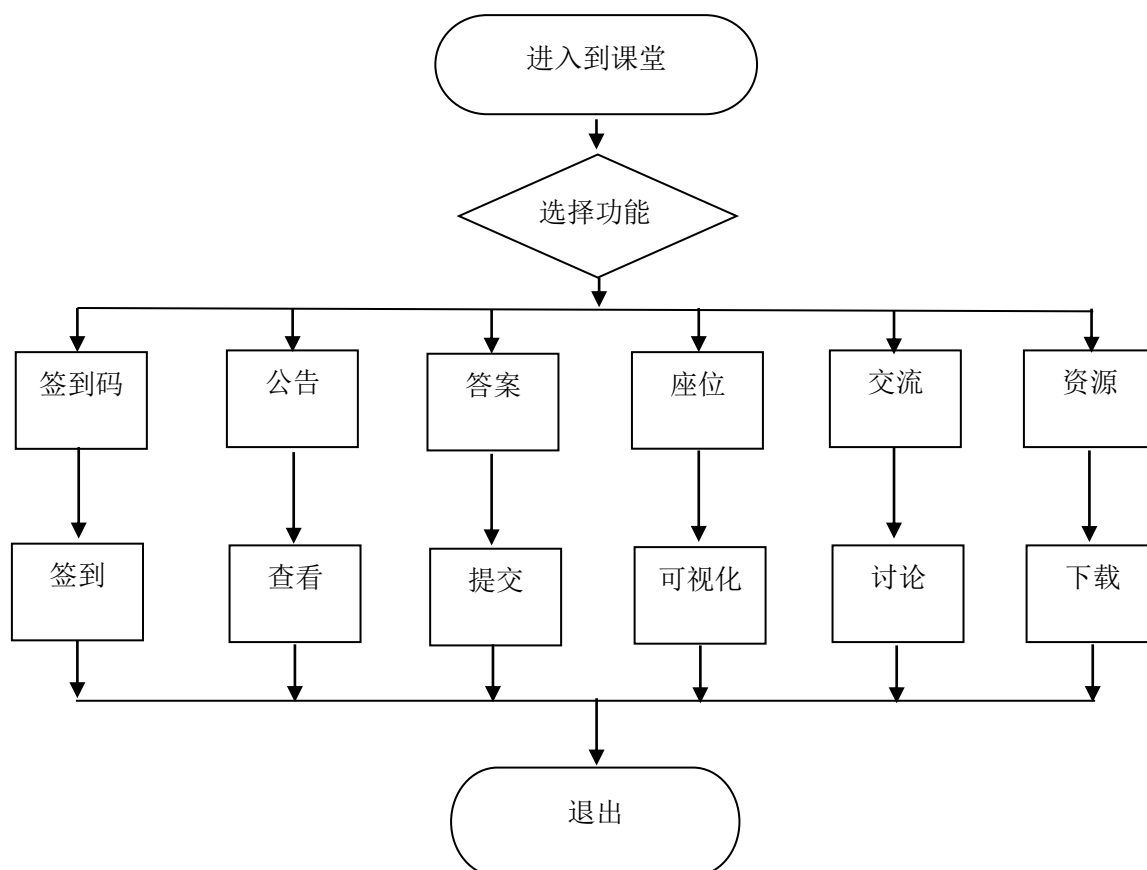 进入到课堂
选择功能
签到码
公告
答案
座位
交流
资源
签到
查看
提交
可视化
讨论
下载
退出